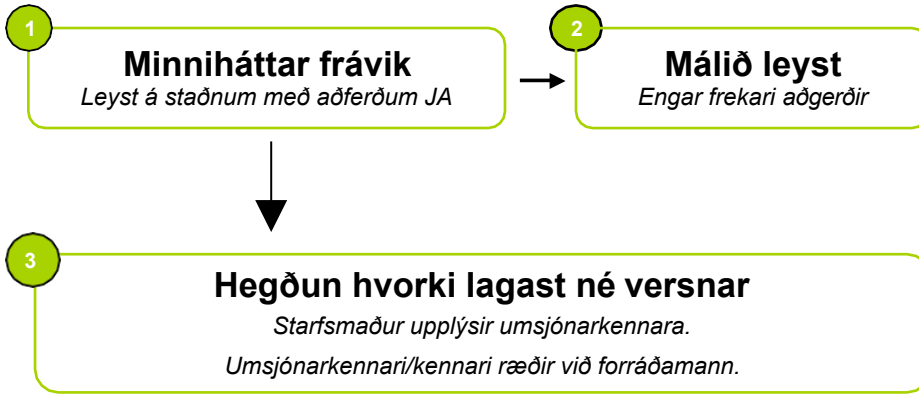 1
Minniháttar frávik
Leyst á staðnum með aðferðum JA
2
Málið leyst
Engar frekari aðgerðir
3
Hegðun hvorki lagast né versnar
Starfsmaður upplýsir umsjónarkennara.
Umsjónarkennari/kennari ræðir við forráðamann.